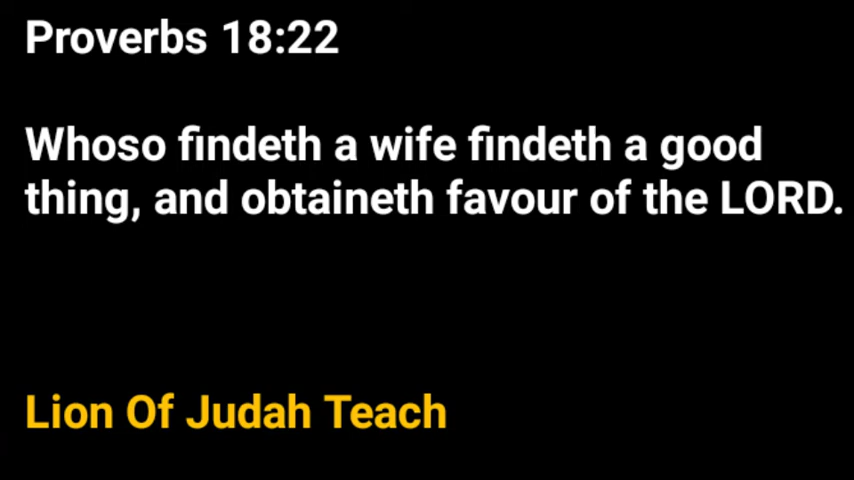 Proverbs 18:22
Whoso findeth a wife findeth a good
thing, and obtaineth favour of the LORD.
Lion Of Judah Teach